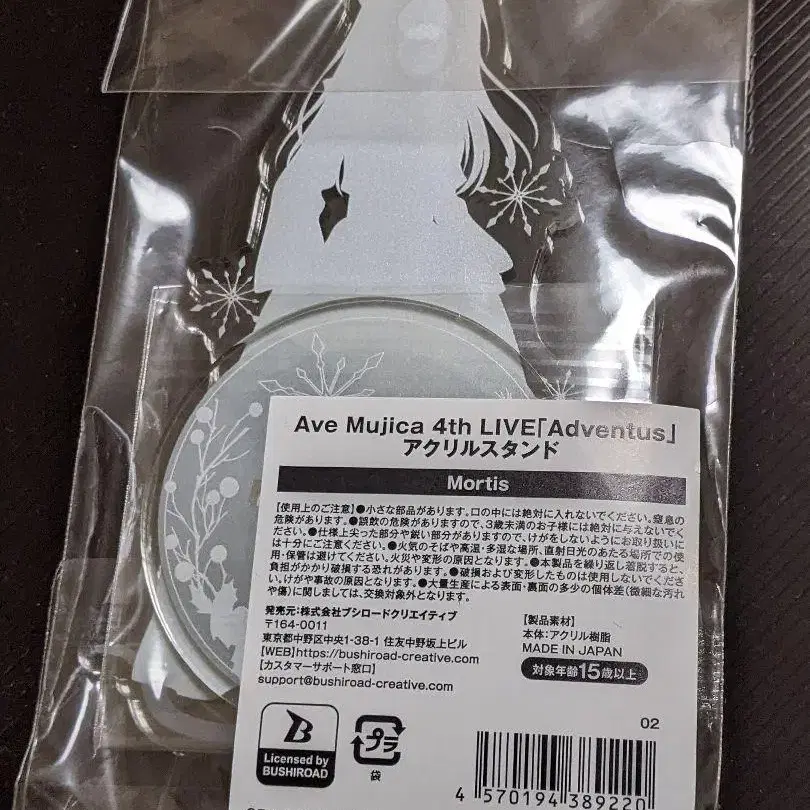 Ave Mujica 4th LIVE「Adventus」
アクリルスタンド
Mortis
【使用上のご注意】●小さな部品があります。口の中には絶対に入れないでください。窒息の
危険があります。●誤飲の危険がありますので、3歳未満のお子様には絶対に与えないでく
ださい。●仕様上尖った部分や鋭い部分がありますので、けがをしないようにお取り扱いに
は十分にご注意ください。●火気のそばや高温・多湿な場所、直射日光のあたる場所での使
用・保管は避けてください。火災や変形の原因となります。●本製品を繰り返し着脱すると、
負担がかかり破損する恐れがあります。●破損および変形したものは使用しないでくださ
い。けがや事故の原因となります。●大量生産による表面・裏面の多少の個体差(微細な汚れ
や傷)に関しましては、交換対象外となります。
発売元:株式会社ブシロードクリエイティブ
〒164-0011
東京都中野区中央1-38-1 住友中野坂上ビル
【WEB】https://bushiroad-creative.com
【カスタマーサポート窓口】
support@bushiroad-creative.com
【製品素材】
本体:アクリル樹脂
MADE IN JAPAN
対象年齢15歳以上
02
B
Licensed by
BUSHIROAD
プラ
袋
4 570194 389220